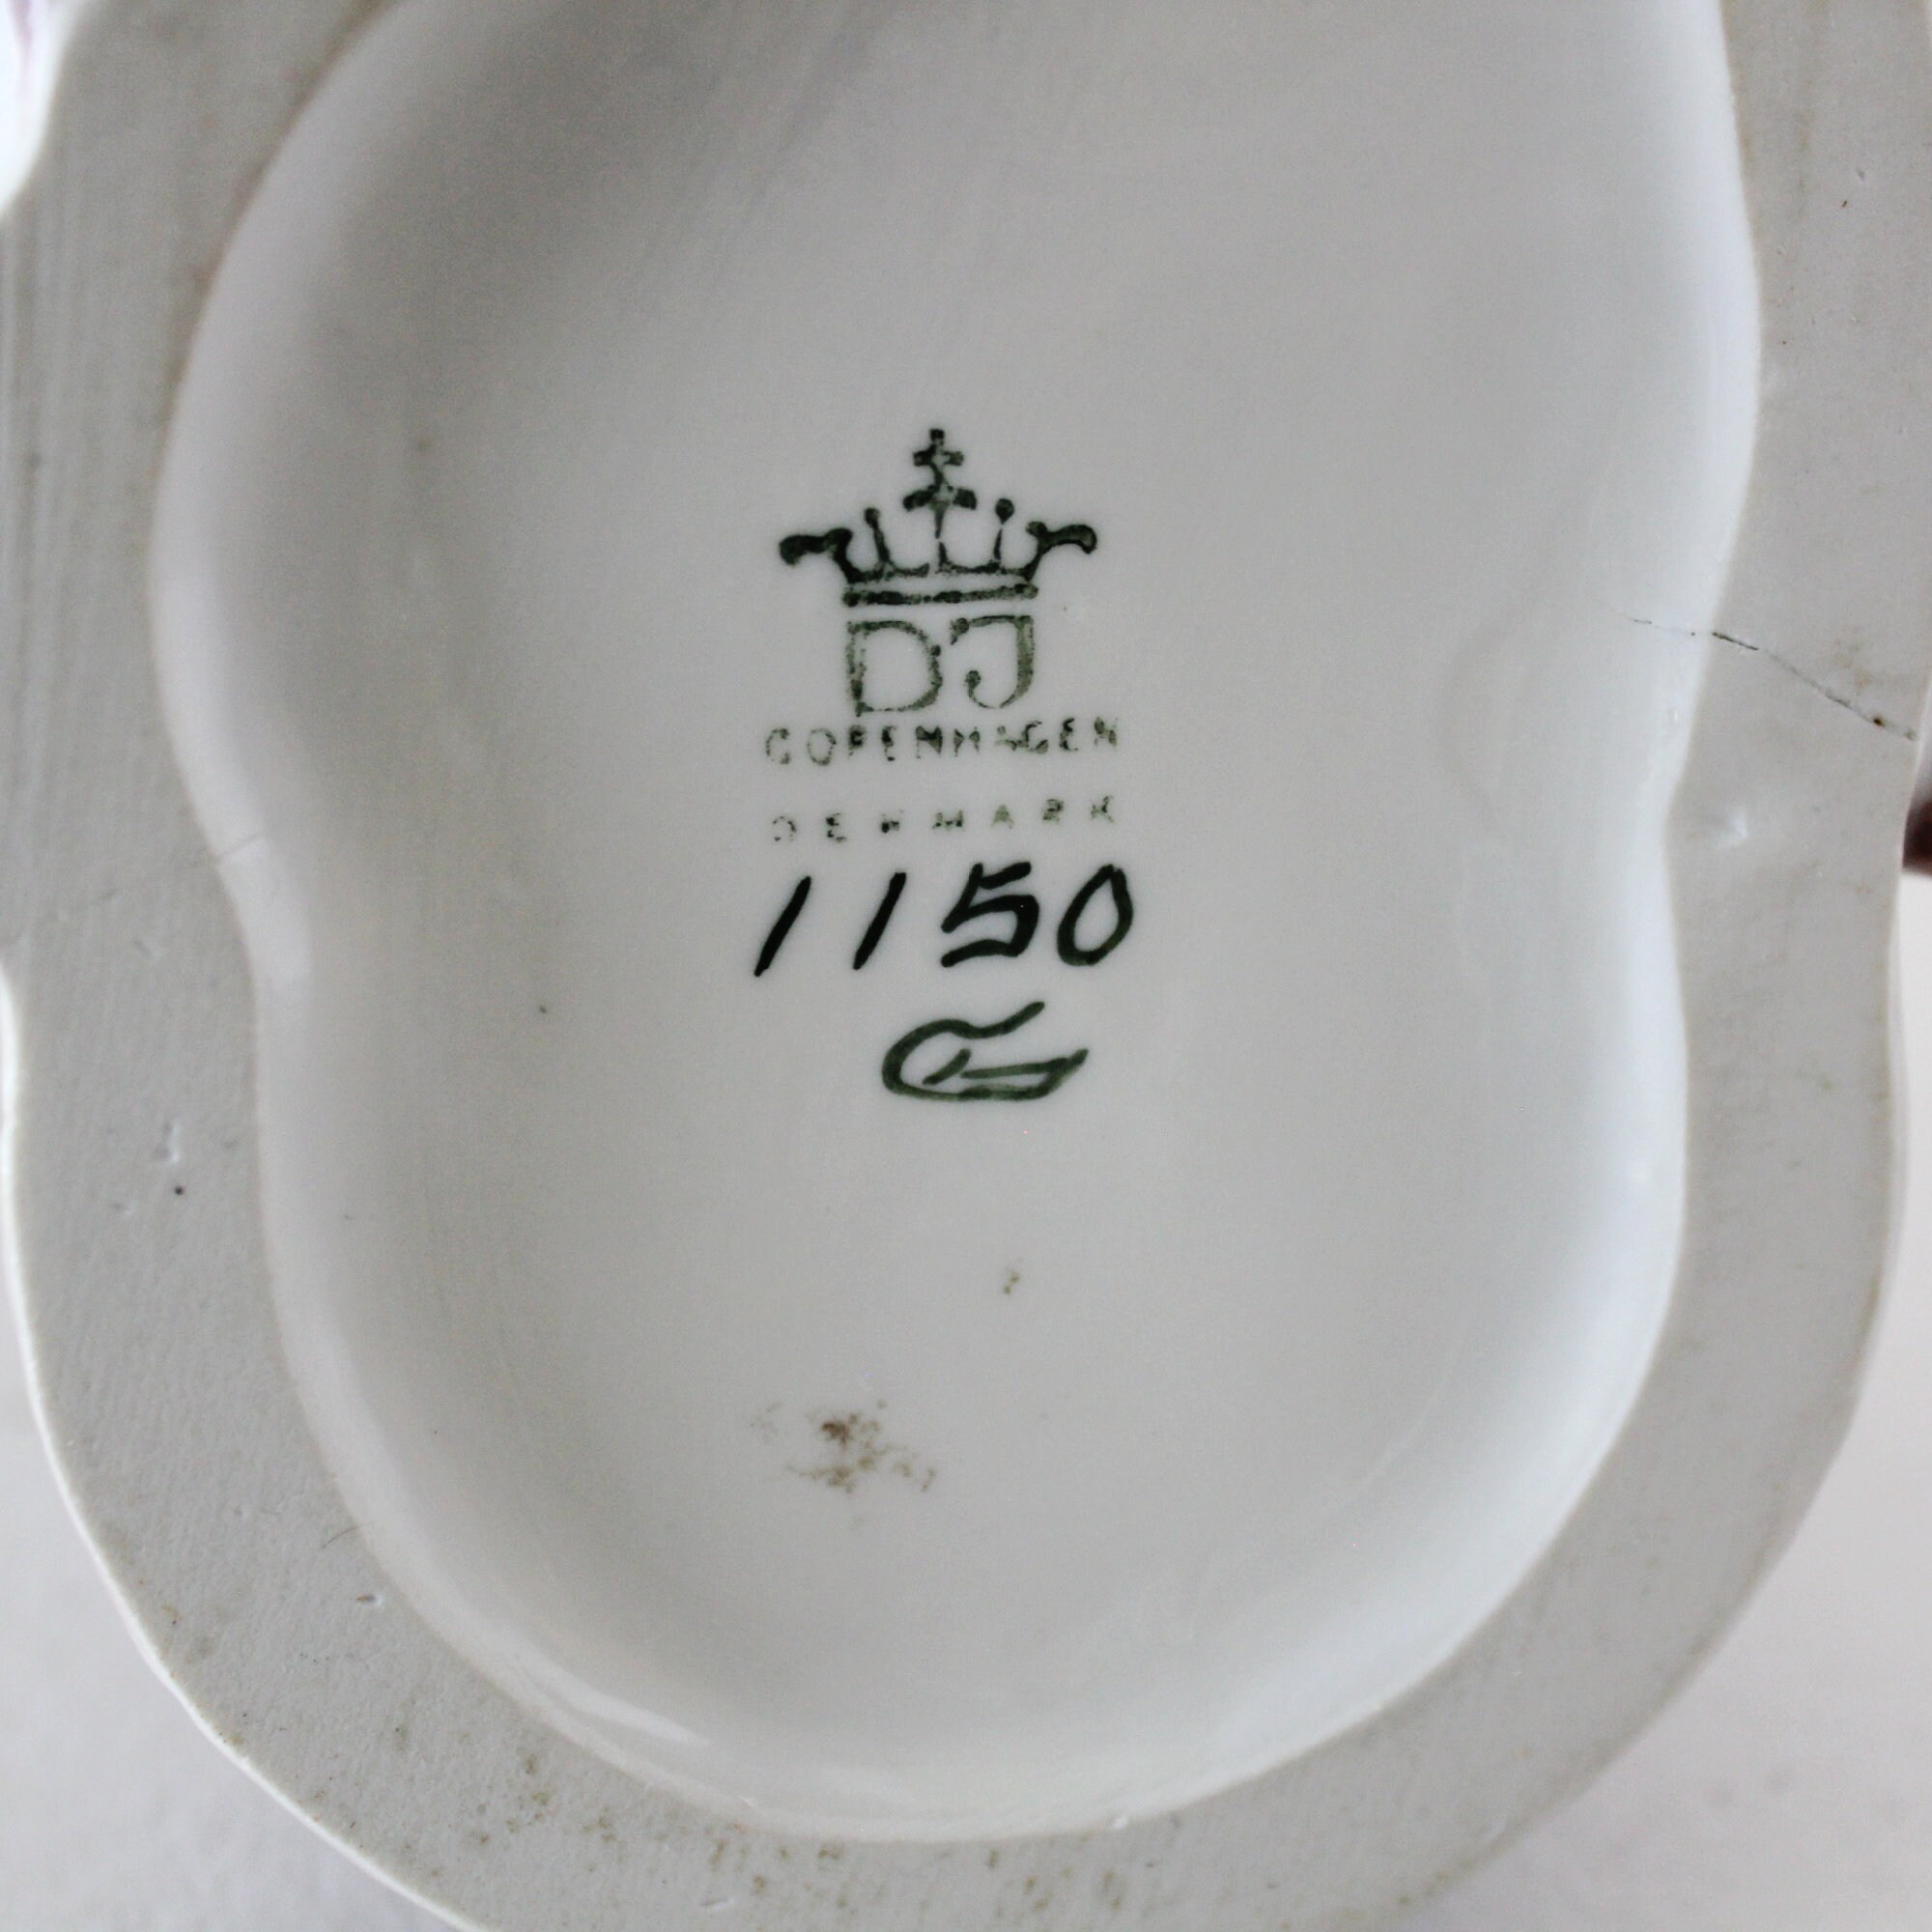 DJ
COPENHAGEN
DENMARK
1150